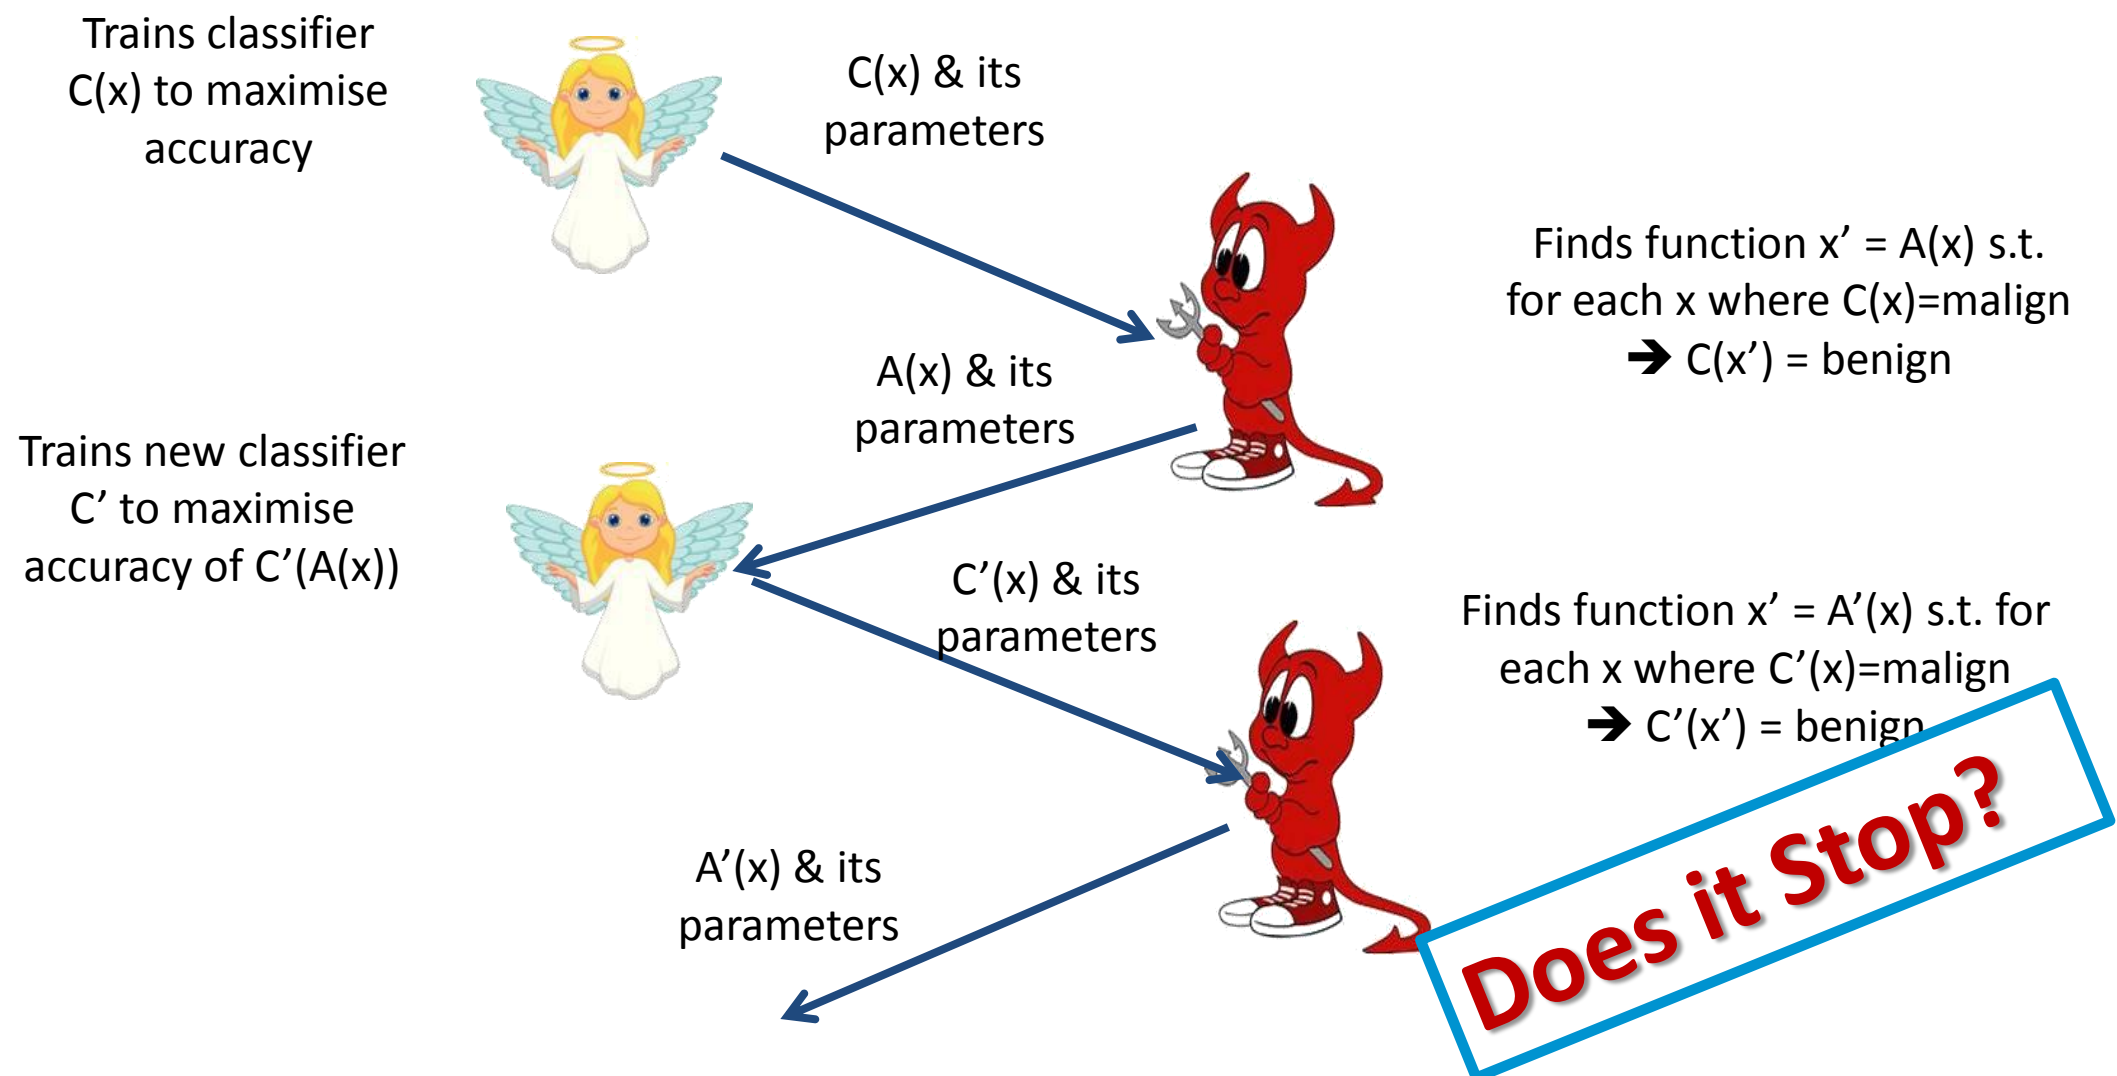 Trains classifier
C(x) to maximise
accuracy
C(x) & its
parameters
Finds function x’ = A(x) s.t.
for each x where C(x)=malign
➔ C(x’) = benign
A(x) & its
parameters
Trains new classifier
C’ to maximise
accuracy of C’(A(x))
C’(x) & its
parameters
Finds function x’ = A’(x) s.t. for
each x where C’(x)=malign
➔ C’(x’) = benign
A’(x) & its
parameters
Does it Stop?